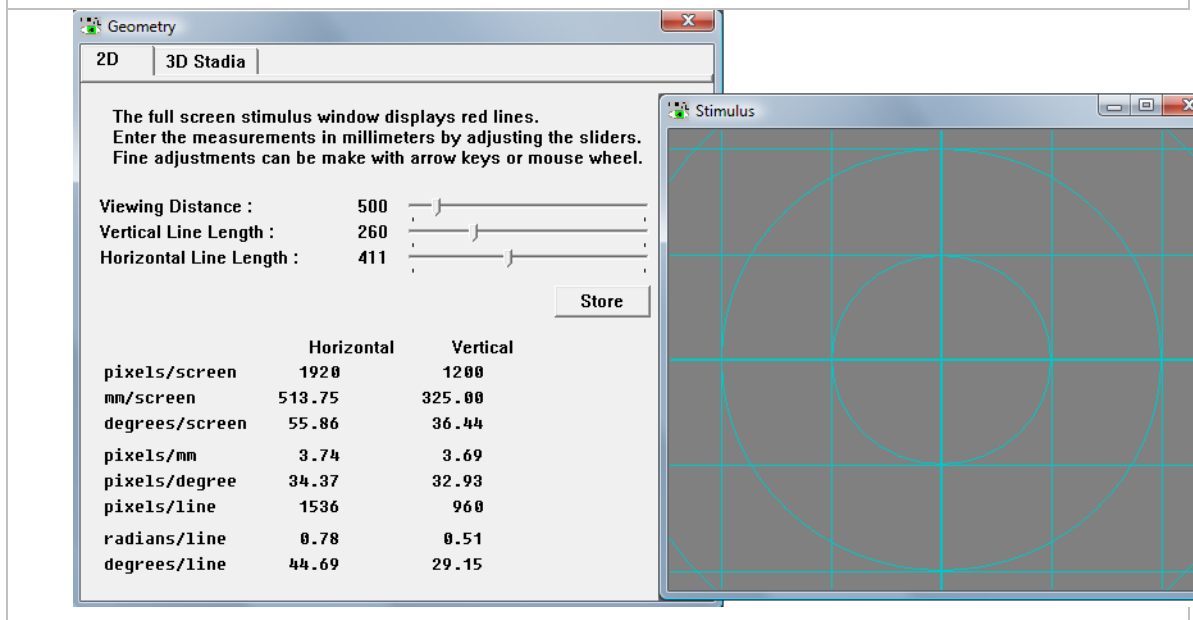 Geometry
2D 3D Stadia
The full screen stimulus window displays red lines.
Enter the measurements in millimeters by adjusting the sliders.
Fine adjustments can be make with arrow keys or mouse wheel.
Viewing Distance : 500
Vertical Line Length : 260
Horizontal Line Length : 411
Store
Horizontal Vertical
pixels/screen 1920 1200
mm/screen 513.75 325.00
degrees/screen 55.86 36.44
pixels/mm 3.74 3.69
pixels/degree 34.37 32.93
pixels/line 1536 960
radians/line 0.78 0.51
degrees/line 44.69 29.15
Stimulus